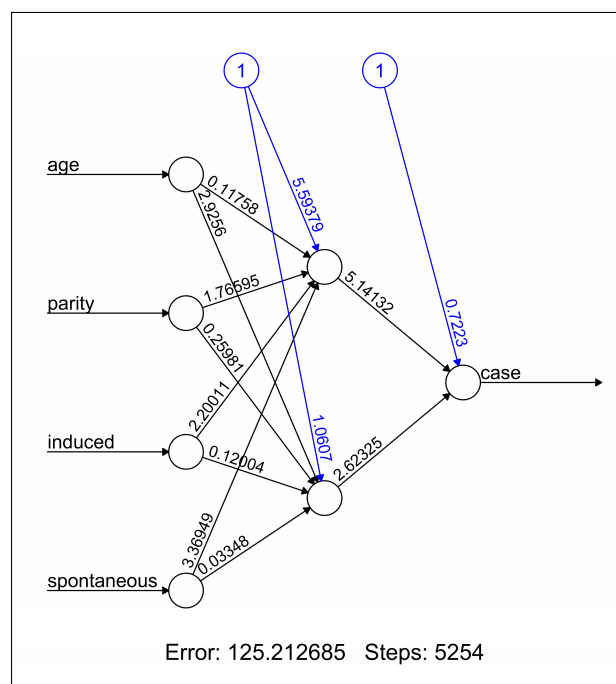 1
1
age
0.11758
2.9256
5.59379
parity
1.76595
0.25981
5.14132
0.7223
case
induced
2.20011
0.12004
1.0607
2.62325
spontaneous
3.36949
0.03348
Error: 125.212685 Steps: 5254